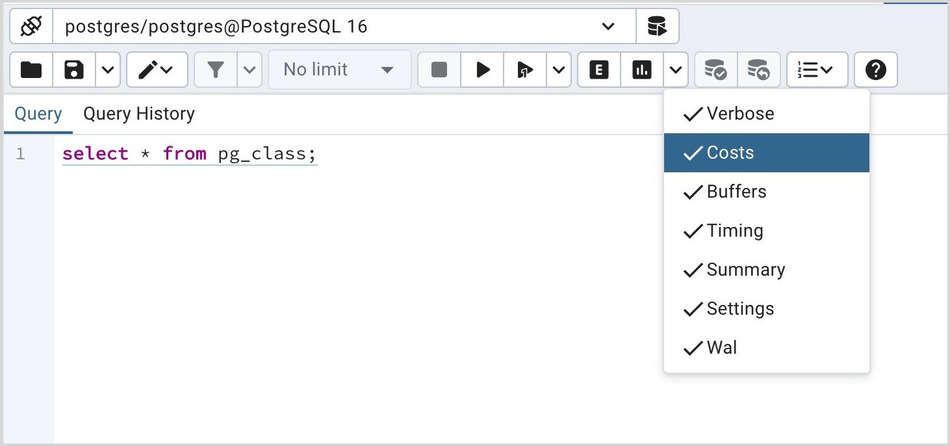 postgres/postgres@PostgreSQL 16
No limit
E
Query Query History
1 select * from pg_class;
Verbose
Costs
Buffers
Timing
Summary
Settings
Wal